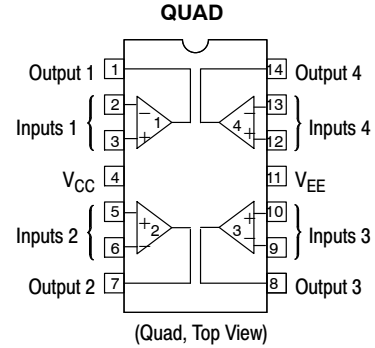 QUAD
Output 1 1 14 Output 4
2 − − 13
Inputs 1 1 4 Inputs 4
3 + + 12
VCC 4 11 VEE
5 + + 10
Inputs 2 2 3 Inputs 3
6 − − 9
Output 2 7 8 Output 3
(Quad, Top View)